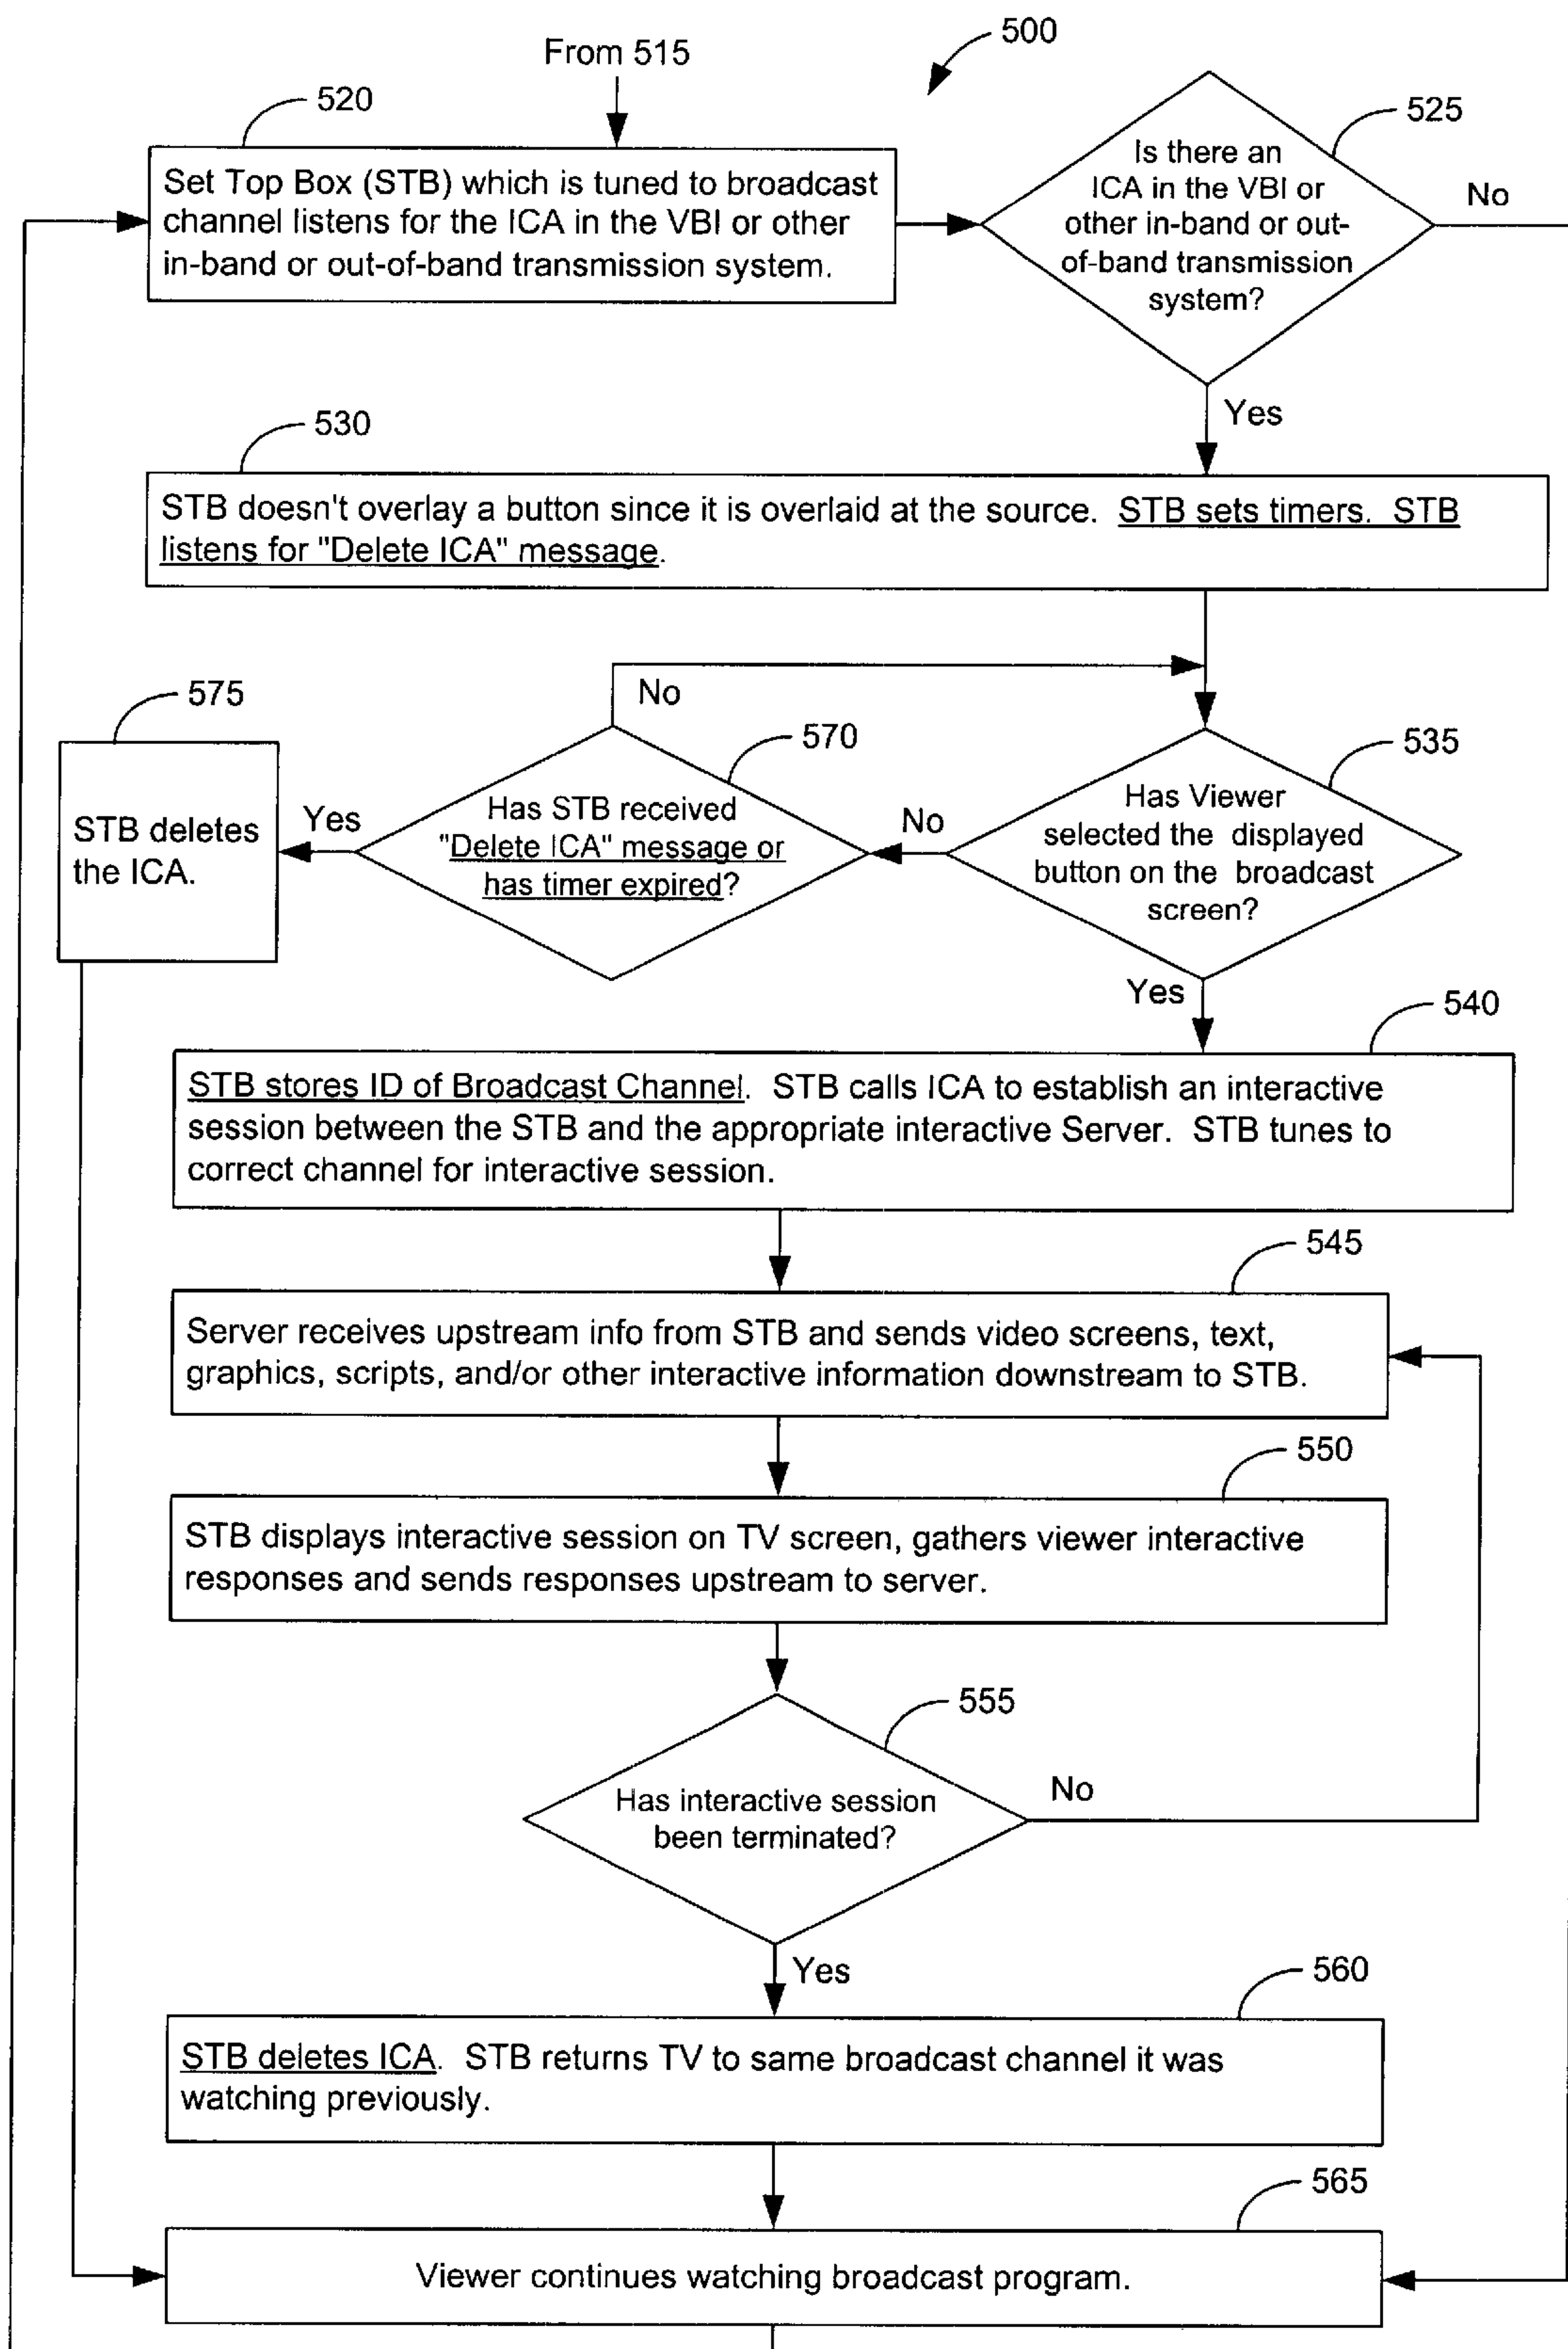 From 515
500
520
Set Top Box (STB) which is tuned to broadcast
channel listens for the ICA in the VBI or other
in-band or out-of-band transmission system.
525
Is there an
ICA in the VBI or
other in-band or out-
of-band transmission
system?
No
Yes
530
STB doesn't overlay a button since it is overlaid at the source. STB sets timers. STB
listens for "Delete ICA" message.
575
STB deletes
the ICA.
Yes
No
570
Has STB received
"Delete ICA" message or
has timer expired?
No
535
Has Viewer
selected the displayed
button on the broadcast
screen?
Yes
540
STB stores ID of Broadcast Channel. STB calls ICA to establish an interactive
session between the STB and the appropriate interactive Server. STB tunes to
correct channel for interactive session.
545
Server receives upstream info from STB and sends video screens, text,
graphics, scripts, and/or other interactive information downstream to STB.
550
STB displays interactive session on TV screen, gathers viewer interactive
responses and sends responses upstream to server.
555
Has interactive session
been terminated?
No
Yes
560
STB deletes ICA. STB returns TV to same broadcast channel it was
watching previously.
565
Viewer continues watching broadcast program.